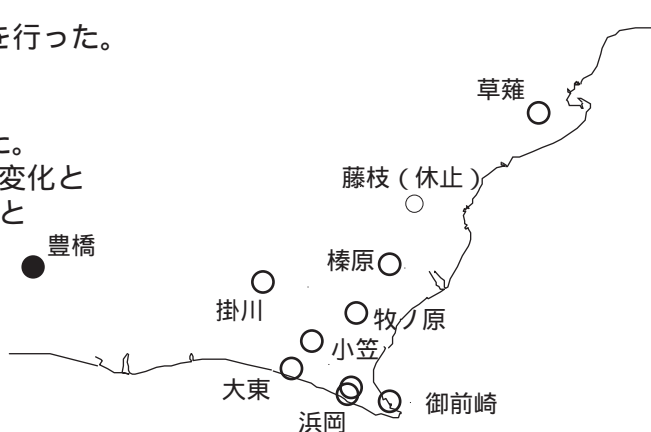 を行った。
草薙
た。
変化と
藤枝（休止）
と
豊橋
榛原
掛川
牧ノ原
小笠
大東
御前崎
浜岡